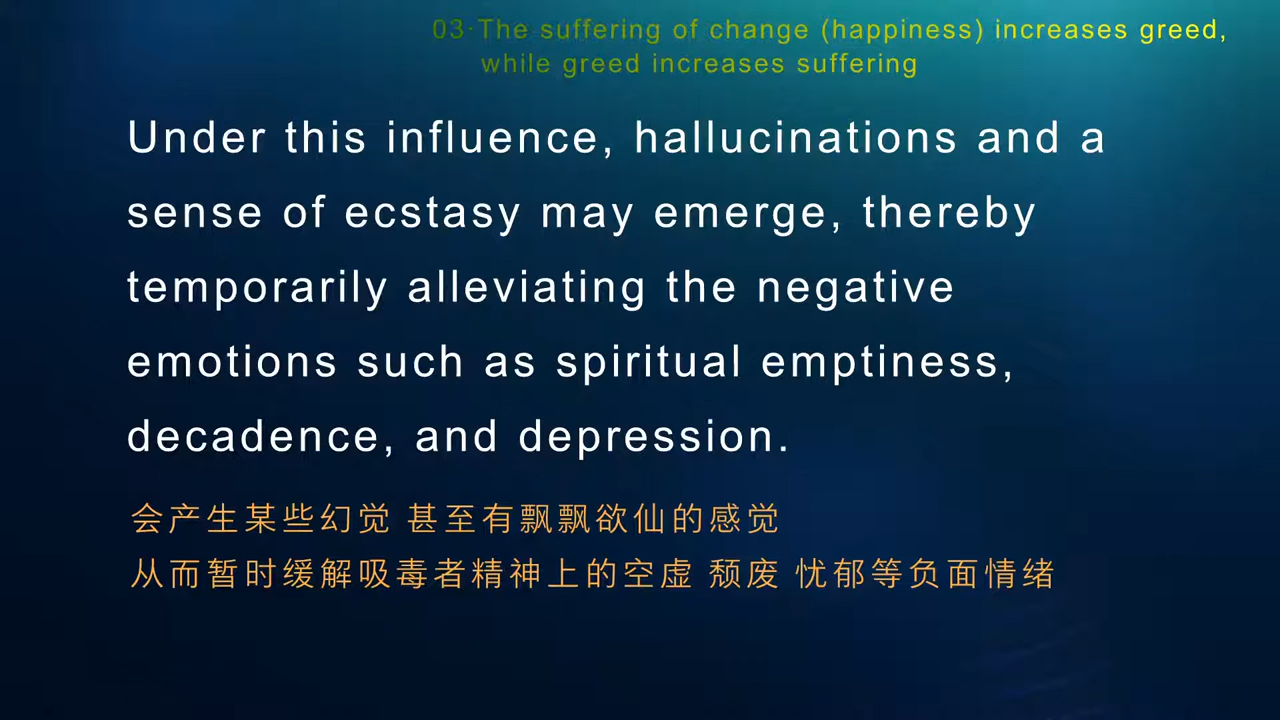 03·The suffering of change (happiness) increases greed,
while greed increases suffering
Under this influence, hallucinations and a
sense of ecstasy may emerge, thereby
temporarily alleviating the negative
emotions such as spiritual emptiness,
decadence, and depression.
会产生某些幻觉 甚至有飘飘欲仙的感觉
从而暂时缓解吸毒者精神上的空虚 颓废 忧郁等负面情绪